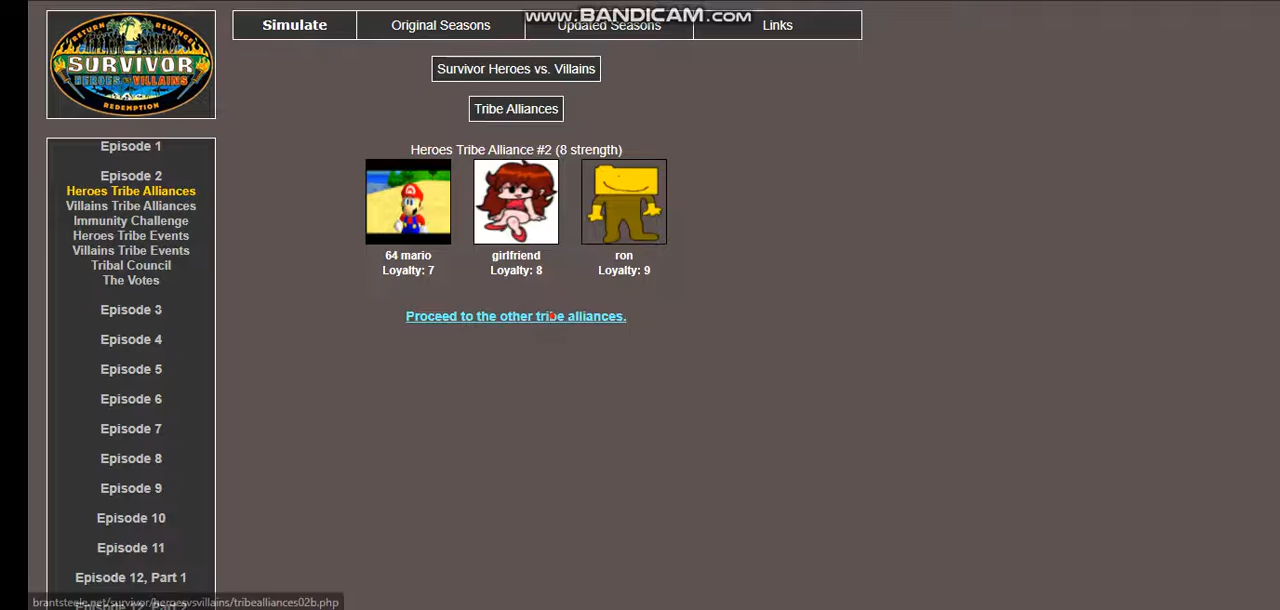 www.BANDICAM.com
RETURN REVENGE
SURVIVOR
HEROES VS VILLAINS
REDEMPTION
Simulate
Original Seasons
Updated Seasons
Links
Survivor Heroes vs. Villains
Tribe Alliances
Heroes Tribe Alliance #2 (8 strength)
64 mario
Loyalty: 7
girlfriend
Loyalty: 8
ron
Loyalty: 9
Proceed to the other tribe alliances.
Episode 1
Episode 2
Heroes Tribe Alliances
Villains Tribe Alliances
Immunity Challenge
Heroes Tribe Events
Villains Tribe Events
Tribal Council
The Votes
Episode 3
Episode 4
Episode 5
Episode 6
Episode 7
Episode 8
Episode 9
Episode 10
Episode 11
Episode 12, Part 1
Episode 12, Part 2
brantsteele.net/survivor/heroesvsvillains/tribealliances02b.php